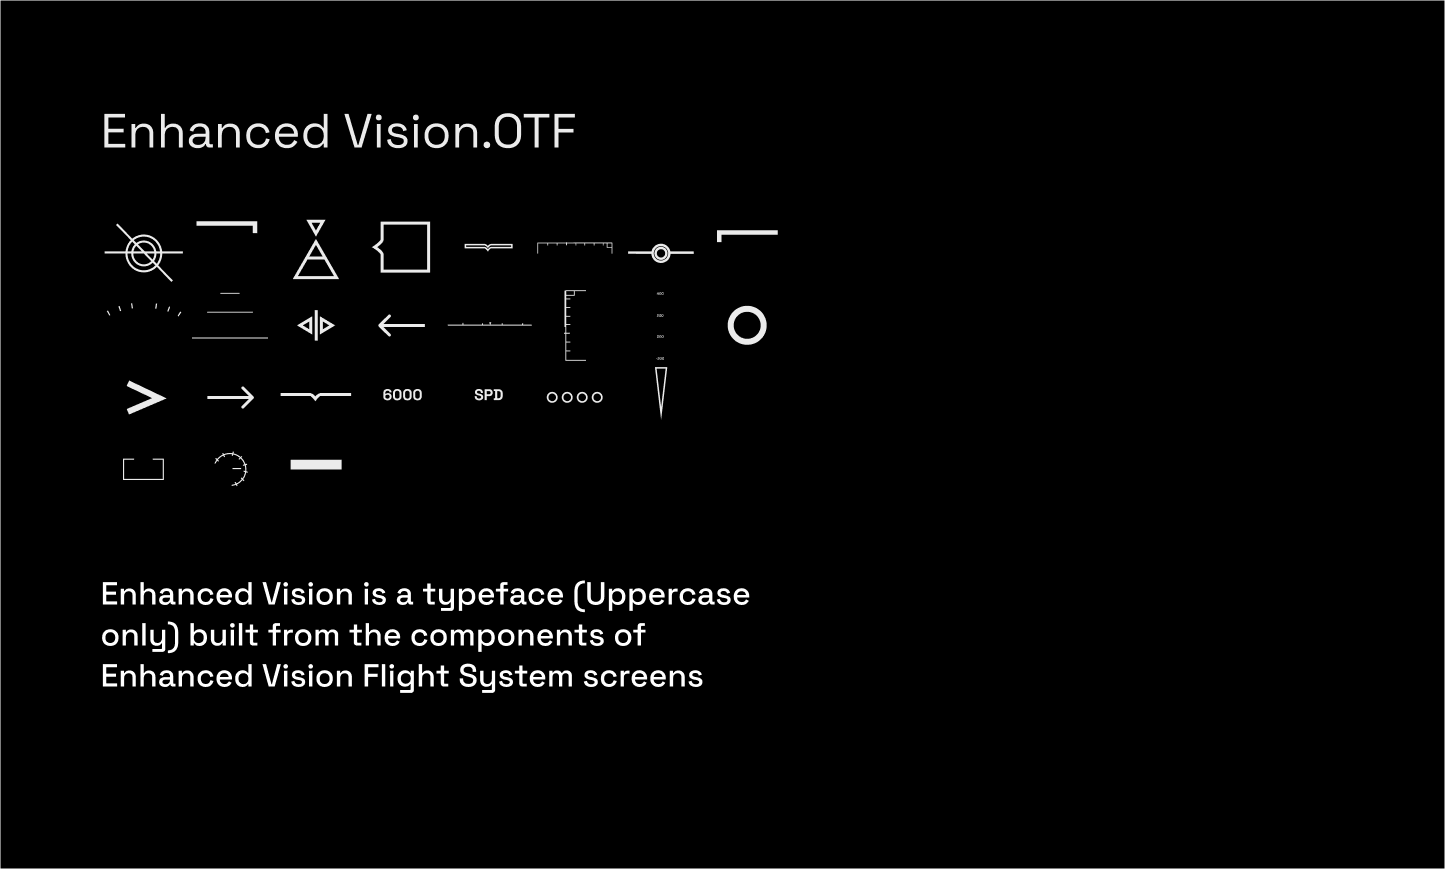 Enhanced Vision.OTF
6000
SPD
Enhanced Vision is a typeface (Uppercase
only) built from the components of
Enhanced Vision Flight System screens